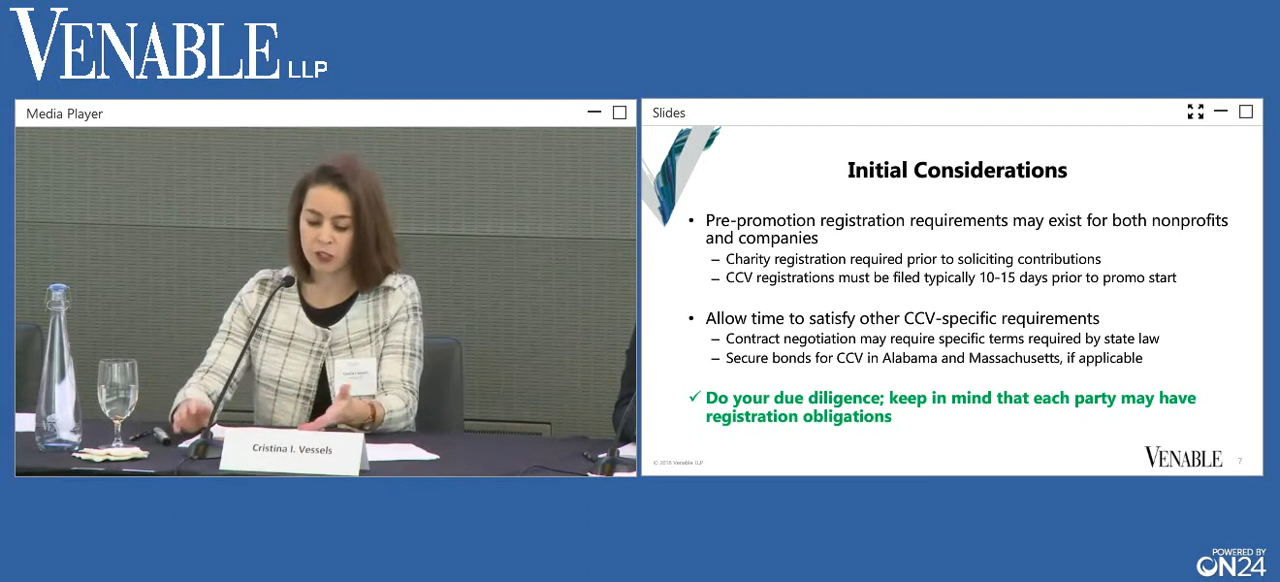 VENABLE LLP
Media Player
Slides
Cristina I. Vessels
Initial Considerations
• Pre-promotion registration requirements may exist for both nonprofits
and companies
– Charity registration required prior to soliciting contributions
– CCV registrations must be filed typically 10-15 days prior to promo start
• Allow time to satisfy other CCV-specific requirements
– Contract negotiation may require specific terms required by state law
– Secure bonds for CCV in Alabama and Massachusetts, if applicable
✓ Do your due diligence; keep in mind that each party may have
registration obligations
© 2018 Venable LLP
VENABLE
7
POWERED BY
ON24